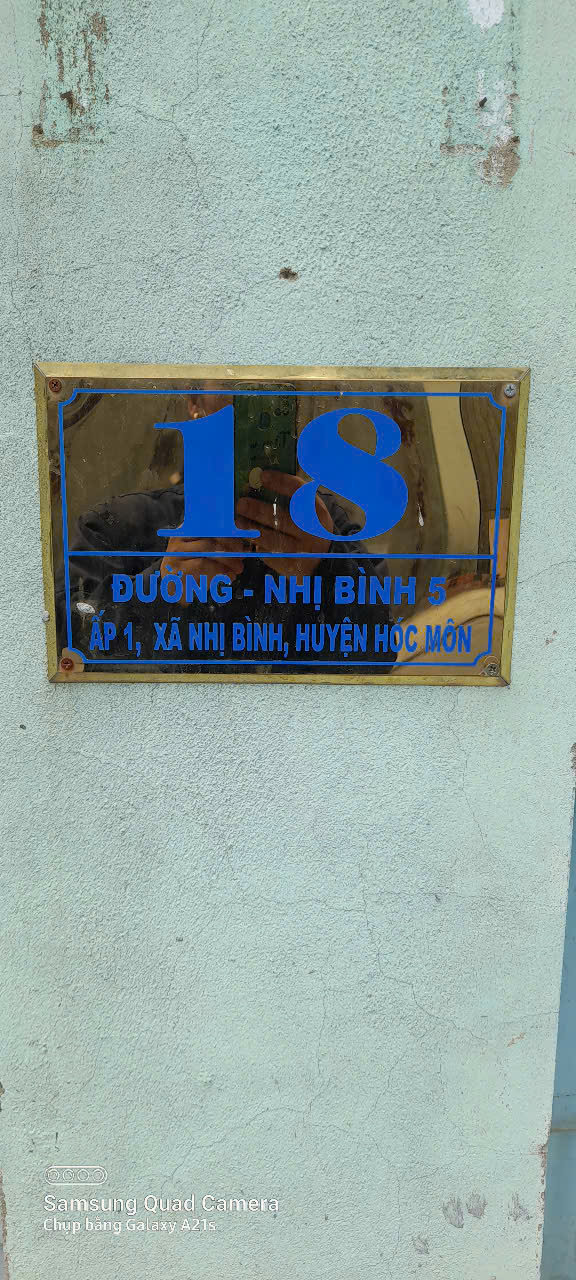 18
ĐƯỜNG - NHỊ BÌNH 5
ẤP 1, XÃ NHỊ BÌNH, HUYỆN HÓC MÔN
Samsung Quad Camera
Chụp bằng Galaxy A21s